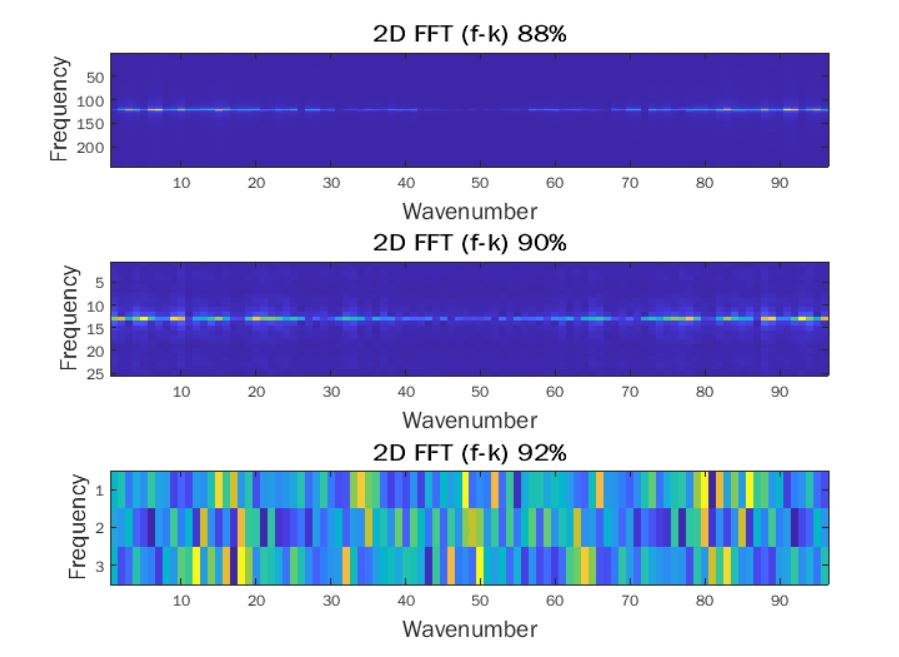 2D FFT (f-k) 88%
Frequency
50
100
150
200
10 20 30 40 50 60 70 80 90
Wavenumber
2D FFT (f-k) 90%
Frequency
5
10
15
20
25
10 20 30 40 50 60 70 80 90
Wavenumber
2D FFT (f-k) 92%
Frequency
1
2
3
10 20 30 40 50 60 70 80 90
Wavenumber